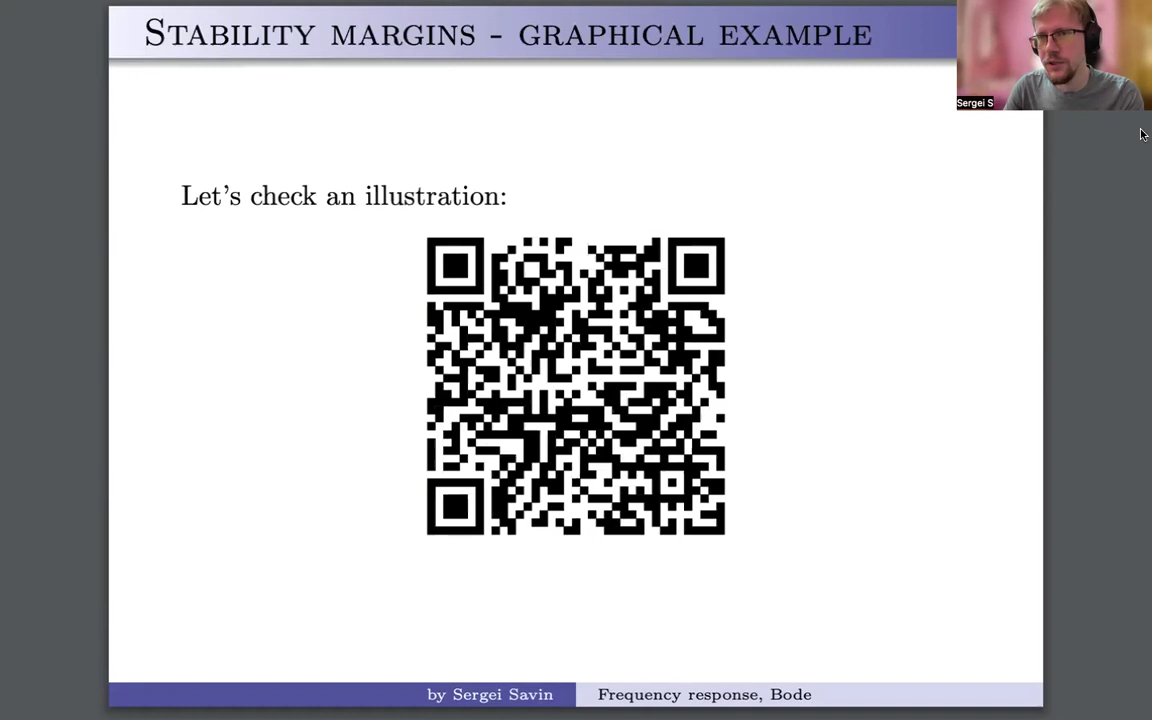 STABILITY MARGINS - GRAPHICAL EXAMPLE
Sergei S
Let's check an illustration:
by Sergei Savin
Frequency response, Bode